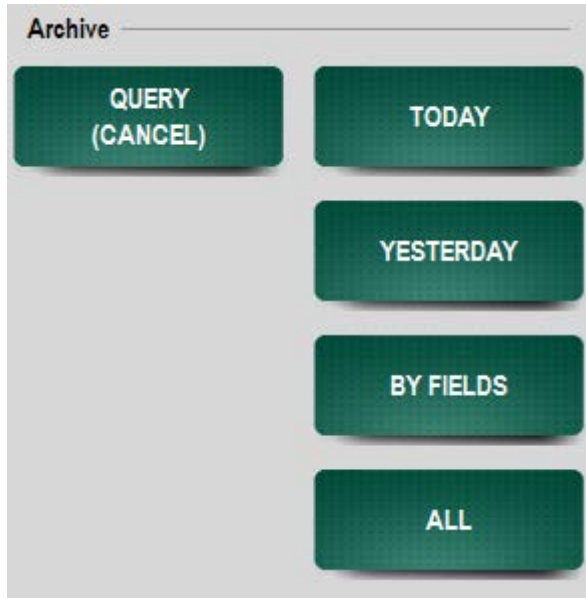 Archive
QUERY
(CANCEL)
TODAY
YESTERDAY
BY FIELDS
ALL